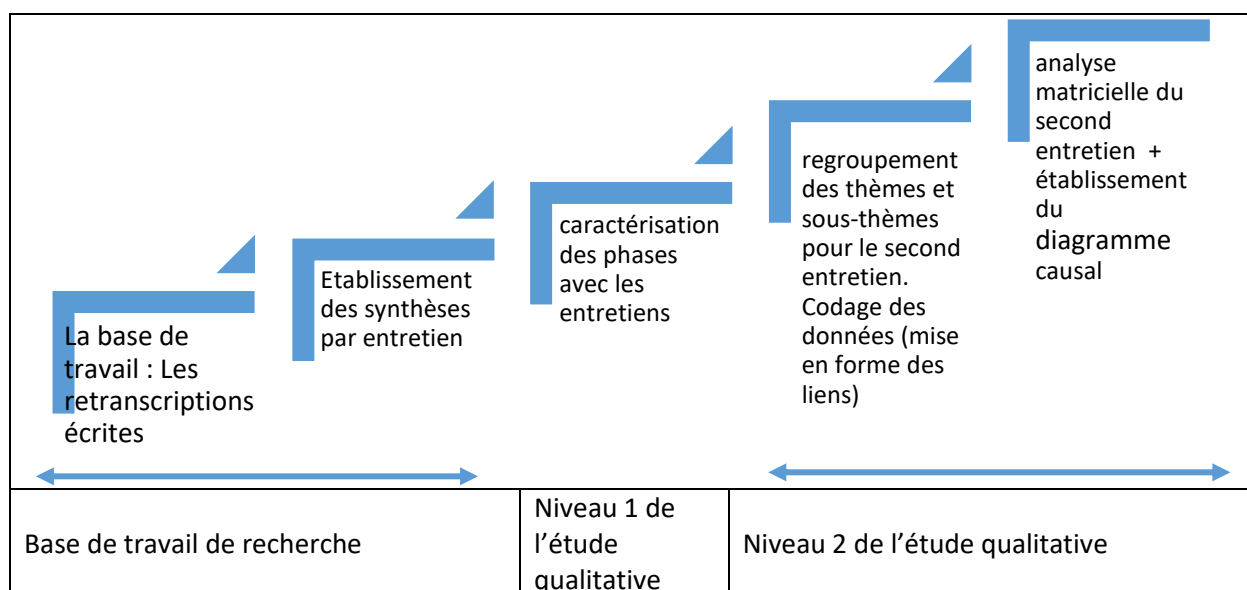 La base de
travail : Les
retranscriptions
écrites
Etablissement
des synthèses
par entretien
caractérisation
des phases
avec les
entretiens
regroupement
des thèmes et
sous-thèmes
pour le second
entretien.
Codage des
données (mise
en forme des
liens)
analyse
matricielle du
second
entretien +
établissement
du
diagramme
causal
Base de travail de recherche
Niveau 1 de
l’étude
qualitative
Niveau 2 de l’étude qualitative